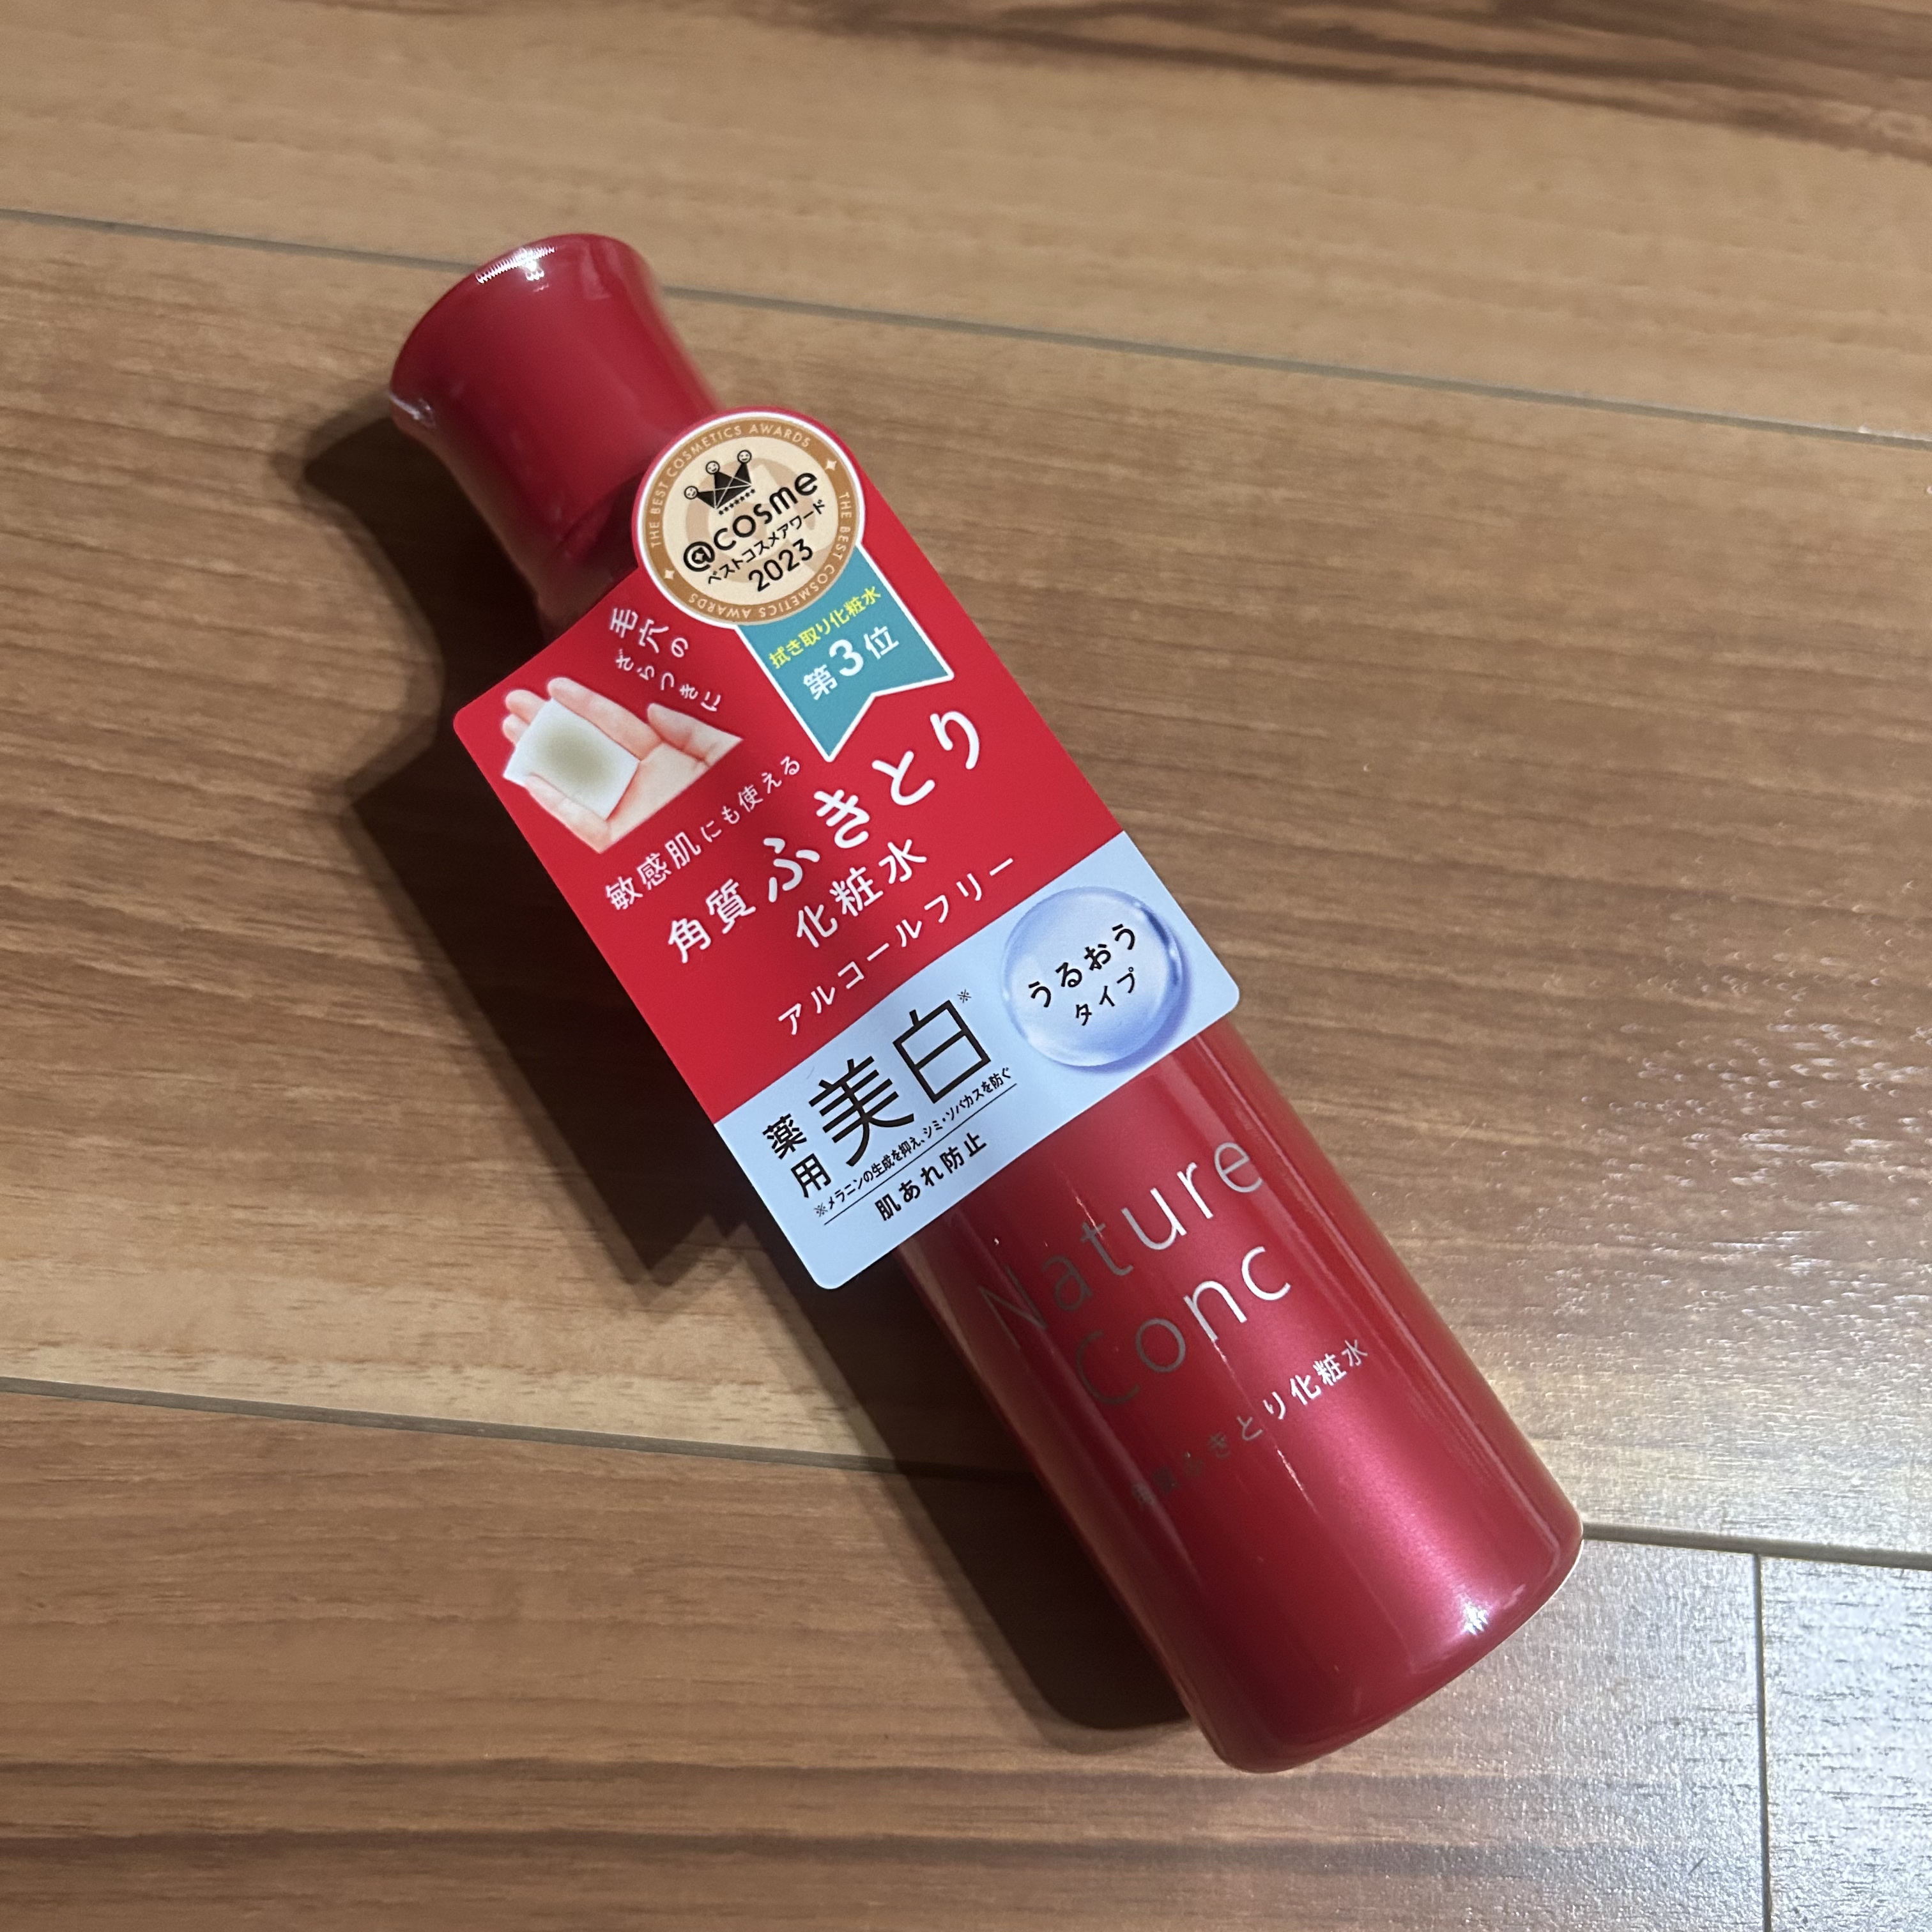 THE BEST COSMETICS AWARDS
@cosme
ベストコスメアワード
2023
THE BEST COSMETICS AWARDS
拭き取り化粧水
第3位
毛穴の
ざらつきに
敏感肌にも使える
角質ふきとり
化粧水
アルコールフリー
うるおう
タイプ
薬用
美白※
※メラニンの生成を抑え、シミ・ソバカスを防ぐ
肌あれ防止
Nature
Conc
角質ふきとり化粧水